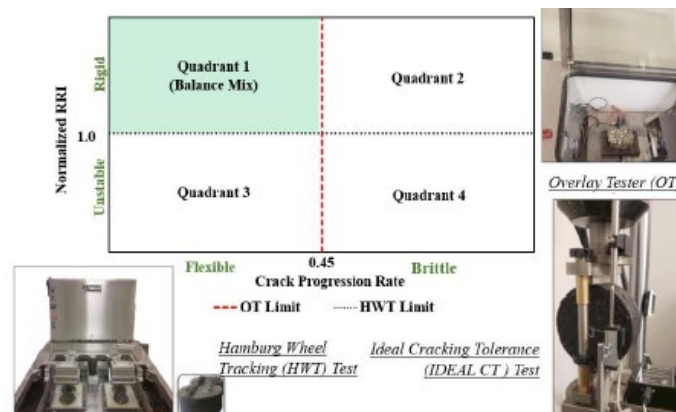 Rigid
Quadrant 1
(Balance Mix)
Quadrant 2
Normalized RRI
1.0
Unstable
Quadrant 3
Quadrant 4
Overlay Tester (OT
0.45
Flexible
Brittle
Crack Progression Rate
OT Limit
HWT Limit
Hamburg Wheel
Tracking (HWT) Test
Ideal Cracking Tolerance
(IDEAL CT ) Test